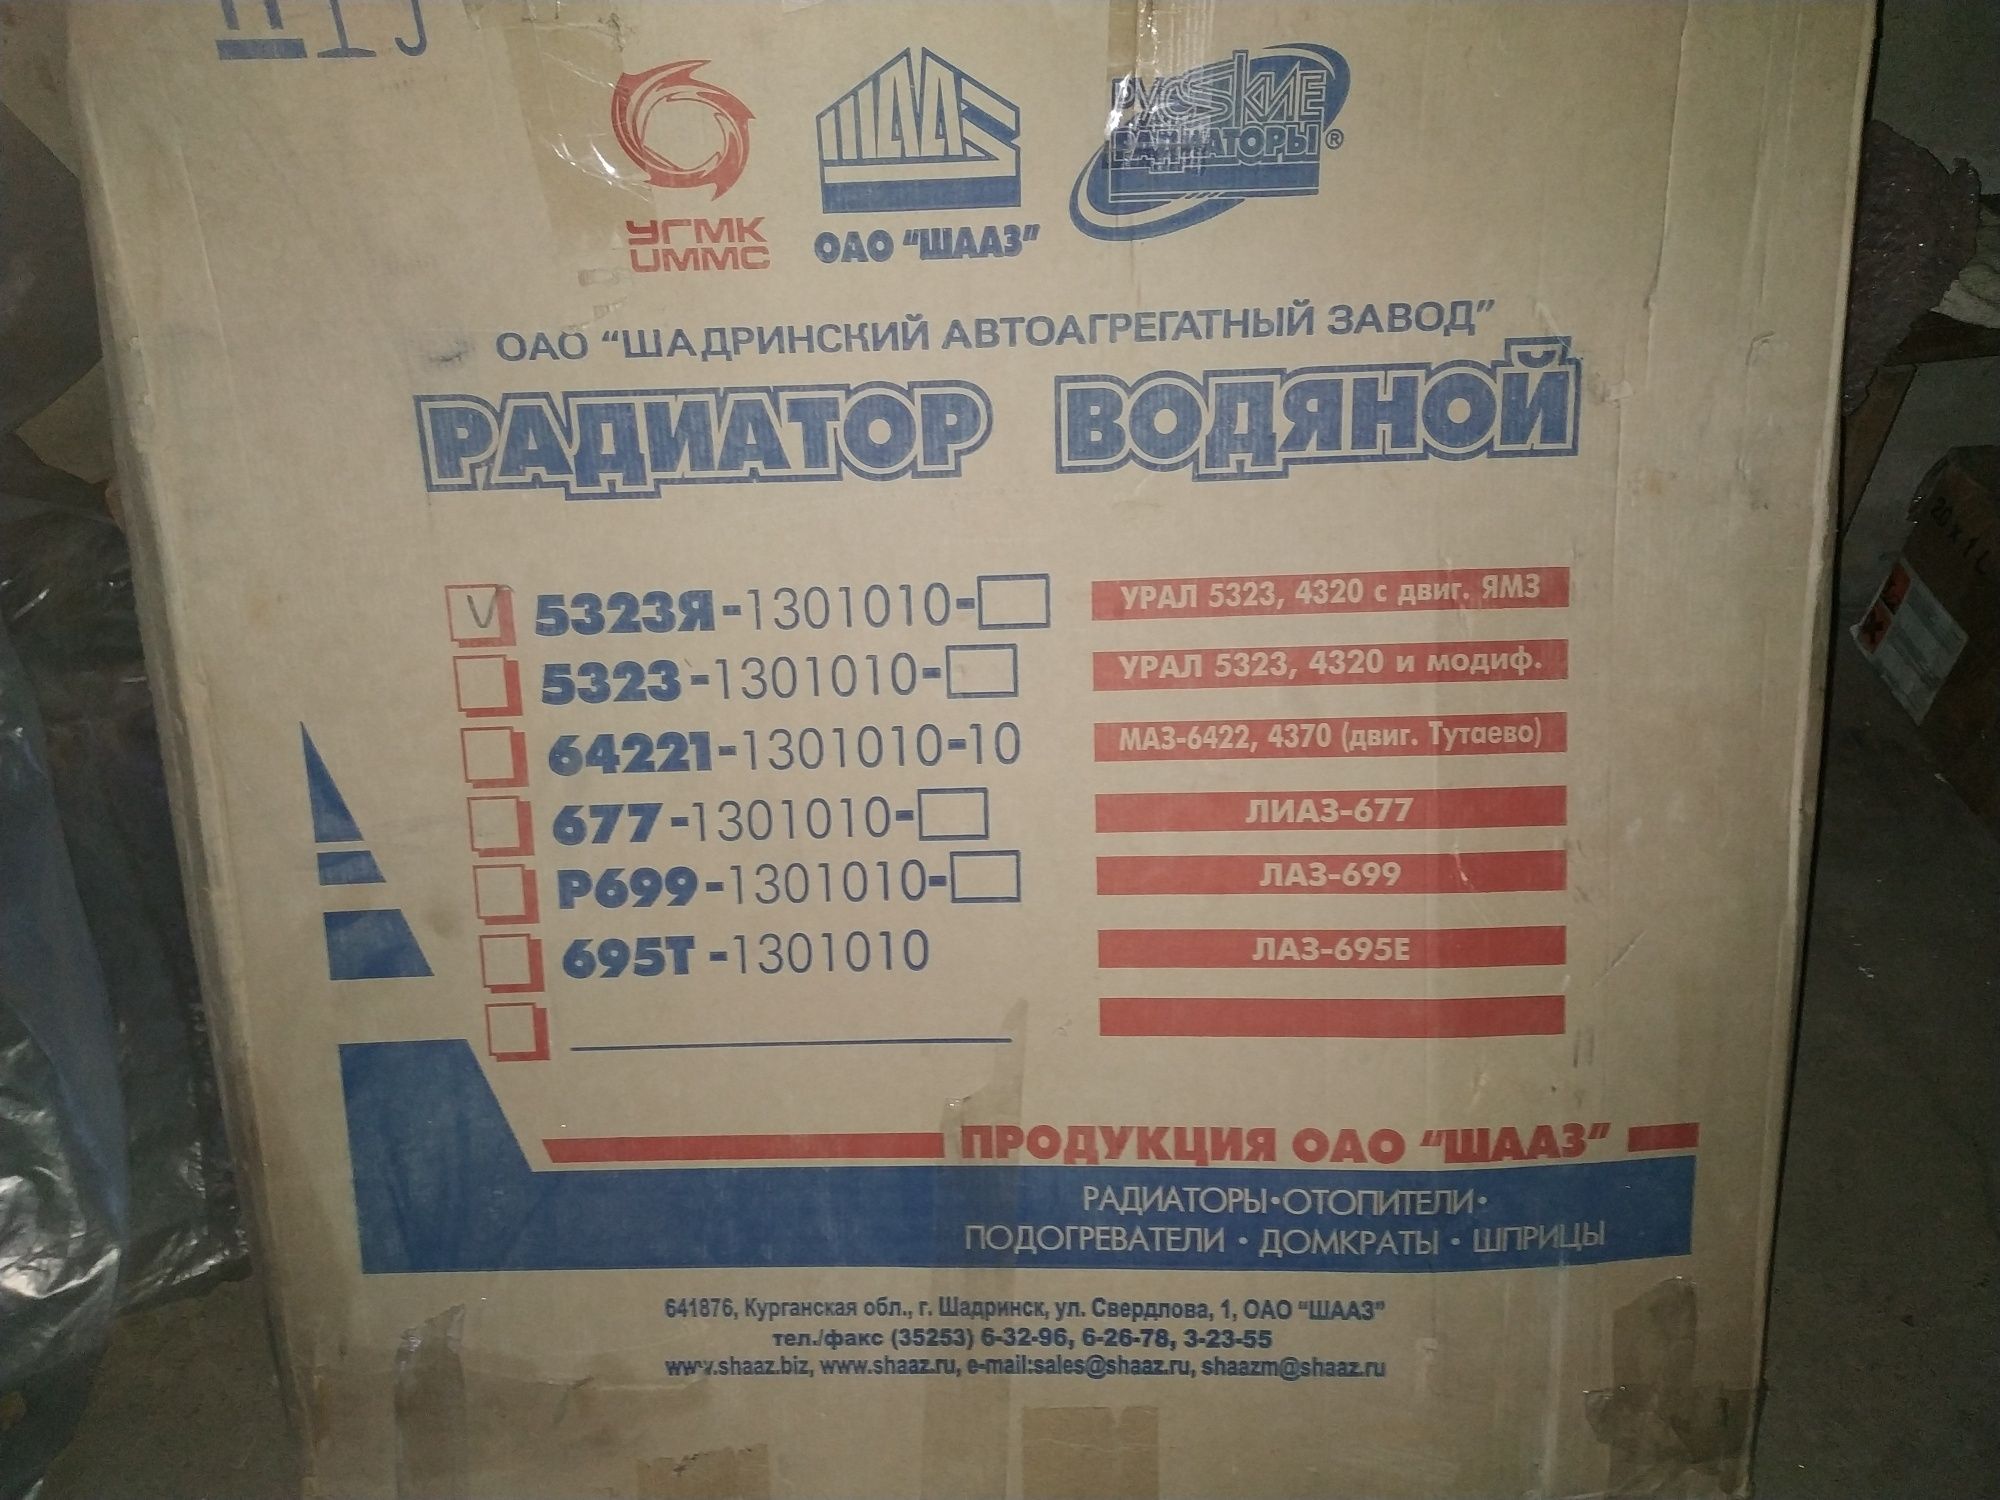 УГМК
UMMC
ШААЗ
ОАО "ШААЗ"
РУССКИЕ
РАДИАТОРЫ®
ОАО "ШАДРИНСКИЙ АВТОАГРЕГАТНЫЙ ЗАВОД"
РАДИАТОР ВОДЯНОЙ
V 5323Я-1301010- УРАЛ 5323, 4320 с двиг. ЯМЗ
5323-1301010- УРАЛ 5323, 4320 и модиф.
64221-1301010-10 МАЗ-6422, 4370 (двиг. Тутаево)
677-1301010- ЛИАЗ-677
Р699-1301010- ЛАЗ-699
695Т-1301010 ЛАЗ-695Е
ПРОДУКЦИЯ ОАО "ШААЗ"
РАДИАТОРЫ•ОТОПИТЕЛИ•
ПОДОГРЕВАТЕЛИ • ДОМКРАТЫ • ШПРИЦЫ
641876, Курганская обл., г. Шадринск, ул. Свердлова, 1, ОАО "ШААЗ"
тел./факс (35253) 6-32-96, 6-26-78, 3-23-55
www.shaaz.biz, www.shaaz.ru, e-mail:sales@shaaz.ru, shaazm@shaaz.ru
20 x 1 L